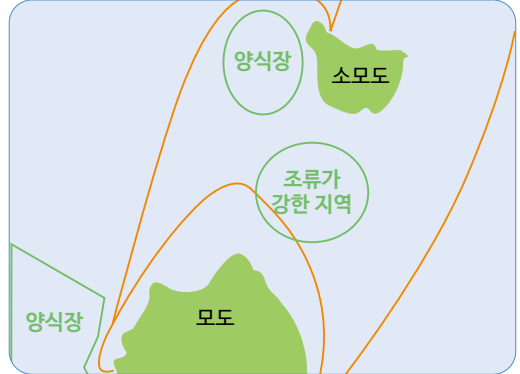 양식장
소모도
조류가
강한 지역
양식장
모도